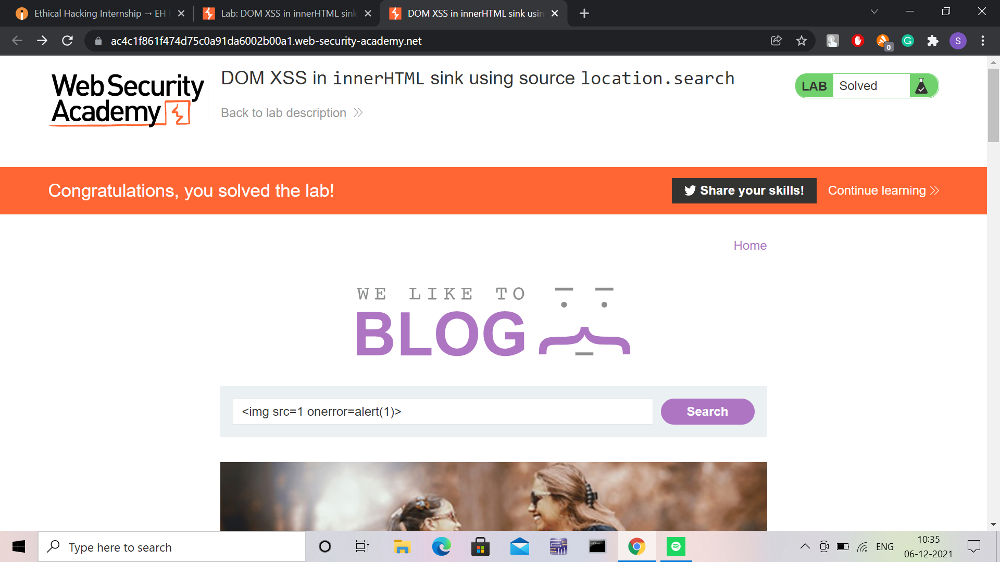 Ethical Hacking Internship → EH
Lab: DOM XSS in innerHTML sink
DOM XSS in innerHTML sink usin
ac4c1f861f474d75c0a91da6002b00a1.web-security-academy.net
0
S
Web Security
Academy
DOM XSS in innerHTML sink using source location.search
Back to lab description
LAB Solved
Congratulations, you solved the lab!
Share your skills!
Continue learning
Home
WE LIKE TO
BLOG
<img src=1 onerror=alert(1)>
Search
Type here to search
ENG
10:35
06-12-2021